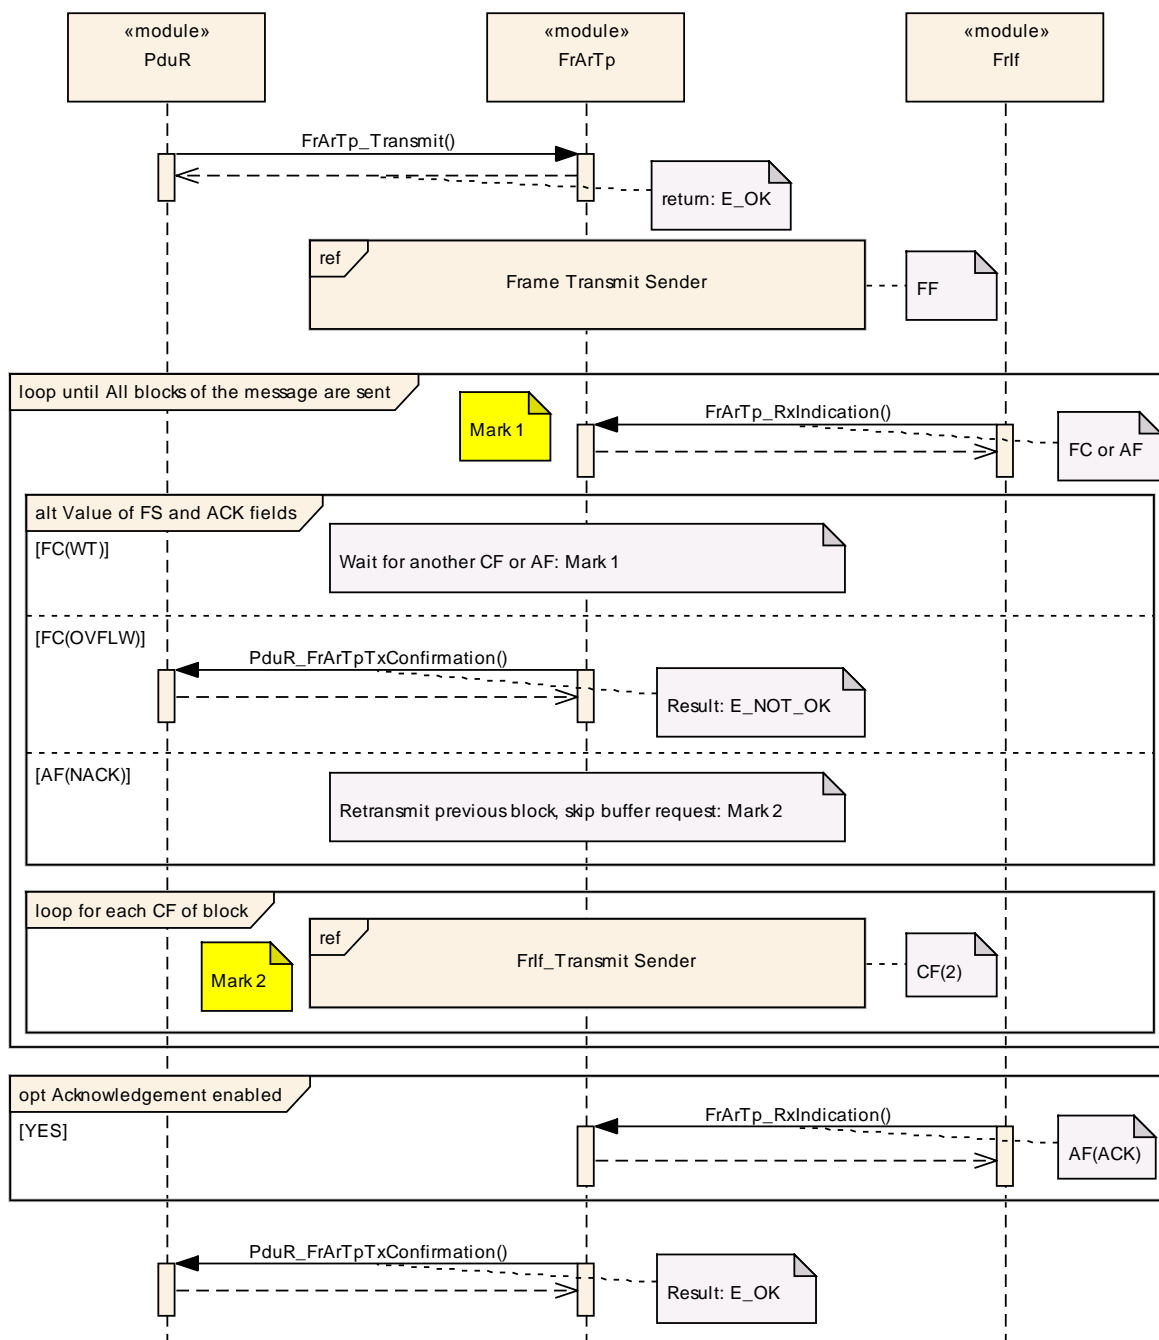 «module»
PduR
«module»
FrArTp
«module»
FrIf
FrArTp_Transmit()
return: E_OK
ref
Frame Transmit Sender
FF
loop until All blocks of the message are sent
Mark 1
FrArTp_RxIndication()
FC or AF
alt Value of FS and ACK fields
[FC(WT)]
Wait for another CF or AF: Mark 1
[FC(OVFLW)]
PduR_FrArTpTxConfirmation()
Result: E_NOT_OK
[AF(NACK)]
Retransmit previous block, skip buffer request: Mark 2
loop for each CF of block
ref
FrIf_Transmit Sender
Mark 2
CF(2)
opt Acknowledgement enabled
[YES]
FrArTp_RxIndication()
AF(ACK)
PduR_FrArTpTxConfirmation()
Result: E_OK